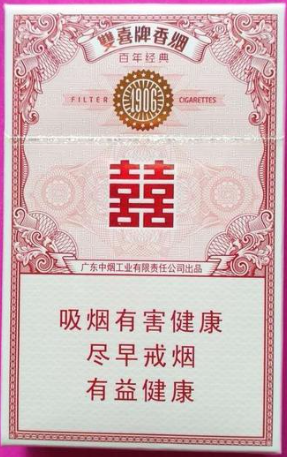 雙喜牌香烟
百年经典
FILTER 1906 CIGARETTES
囍
广东中烟工业有限责任公司出品
吸烟有害健康
尽早戒烟
有益健康